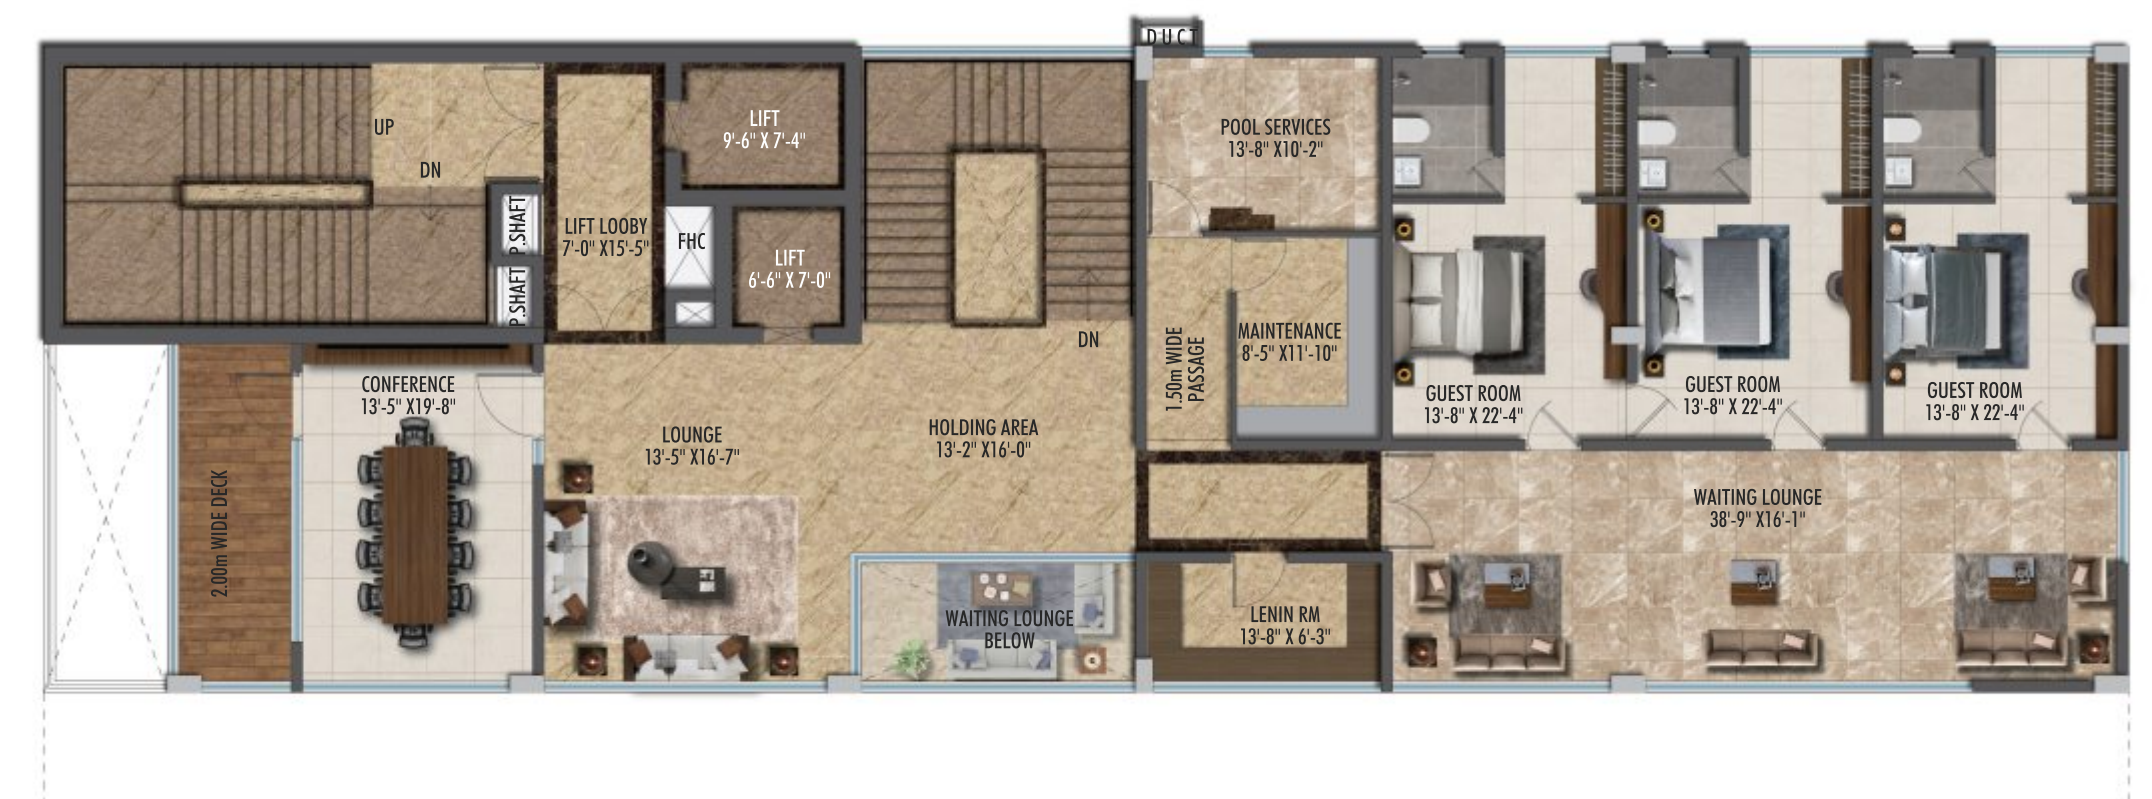 DUCT
UP
DN
LIFT
9'-6" X 7'-4"
POOL SERVICES
13'-8" X10'-2"
P.SHAFT
P.SHAFT
LIFT LOOBY
7'-0" X15'-5"
FHC
LIFT
6'-6" X 7'-0"
DN
1.50m WIDE
PASSAGE
MAINTENANCE
8'-5" X11'-10"
CONFERENCE
13'-5" X19'-8"
GUEST ROOM
13'-8" X 22'-4"
GUEST ROOM
13'-8" X 22'-4"
GUEST ROOM
13'-8" X 22'-4"
LOUNGE
13'-5" X16'-7"
HOLDING AREA
13'-2" X16'-0"
2.00m WIDE DECK
WAITING LOUNGE
38'-9" X16'-1"
WAITING LOUNGE
BELOW
LENIN RM
13'-8" X 6'-3"